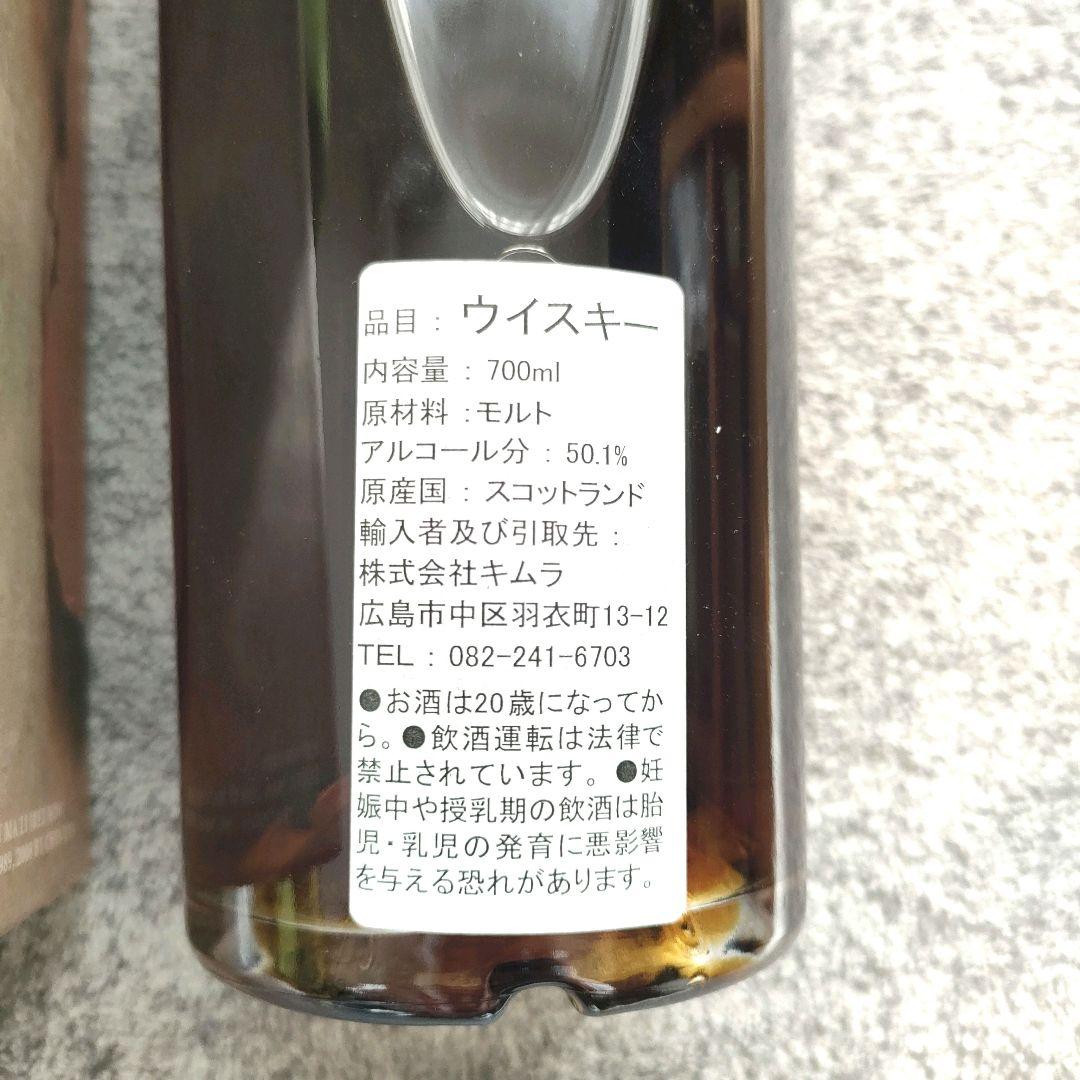 品目 : ウイスキー
内容量 : 700ml
原材料 :モルト
アルコール分 : 50.1%
原産国 : スコットランド
輸入者及び引取先 :
株式会社キムラ
広島市中区羽衣町13-12
TEL : 082-241-6703
●お酒は20歳になってか
ら。●飲酒運転は法律で
禁止されています。●妊
娠中や授乳期の飲酒は胎
児・乳児の発育に悪影響
を与える恐れがあります。